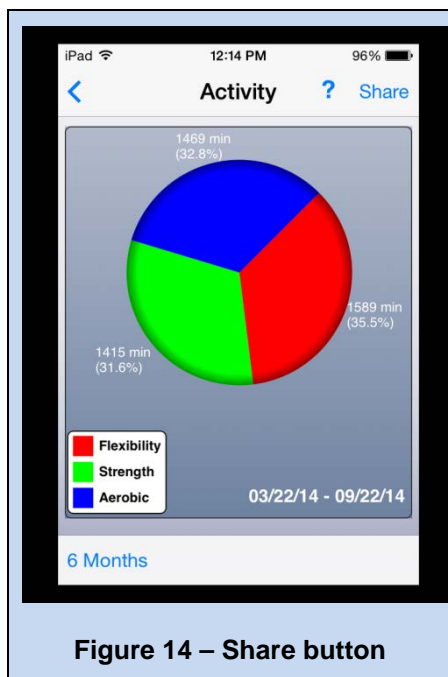 iPad 12:14 PM 96%
< Activity ? Share
1469 min
(32.8%)
1589 min
(35.5%)
1415 min
(31.6%)
Flexibility
Strength
Aerobic
03/22/14 - 09/22/14
6 Months
Figure 14 – Share button